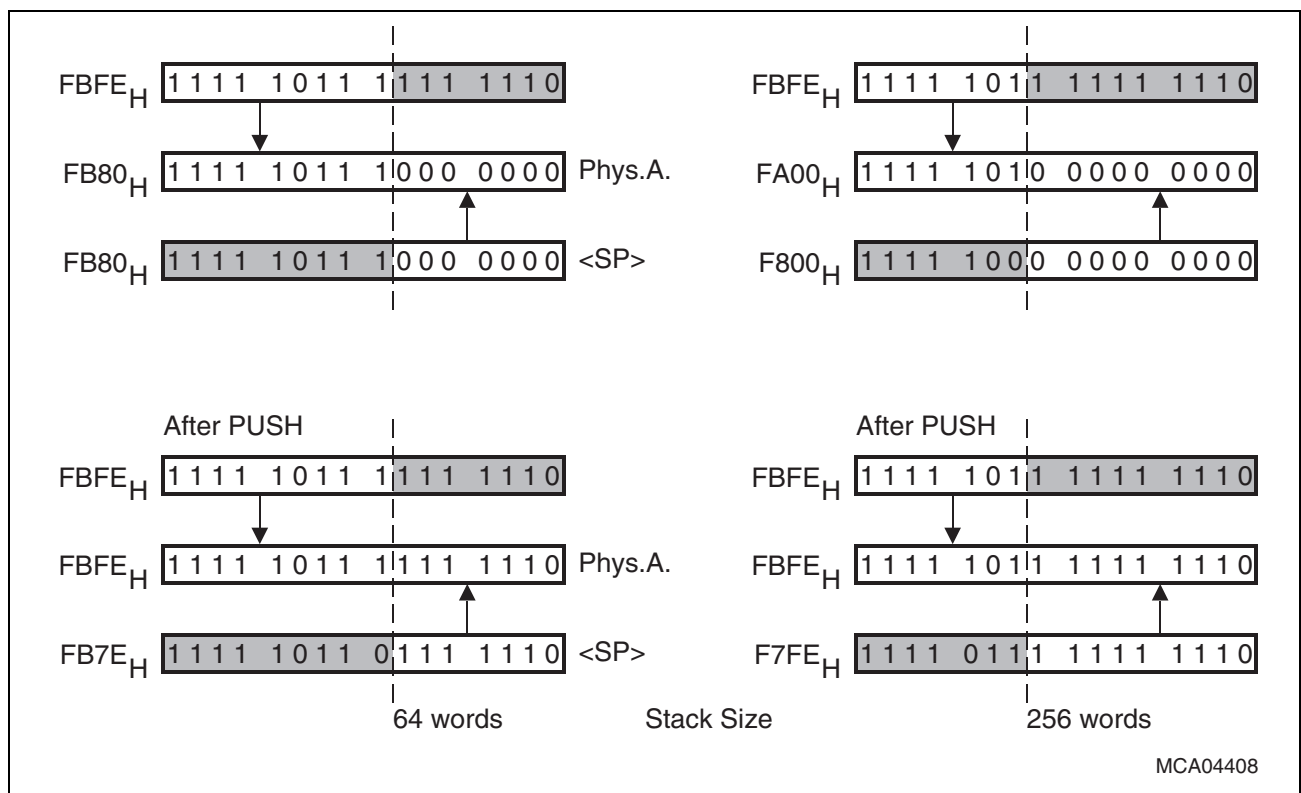 FBFEH 1111 1011 1111 1110 FBFEH 1111 1011 1111 1110
FB80H 1111 1011 1000 0000 Phys.A. FA00H 1111 1010 0000 0000
FB80H 1111 1011 1000 0000 <SP> F800H 1111 1000 0000 0000
After PUSH After PUSH
FBFEH 1111 1011 1111 1110 FBFEH 1111 1011 1111 1110
FBFEH 1111 1011 1111 1110 Phys.A. FBFEH 1111 1011 1111 1110
FB7EH 1111 1011 0111 1110 <SP> F7FEH 1111 0111 1111 1110
64 words Stack Size 256 words
MCA04408